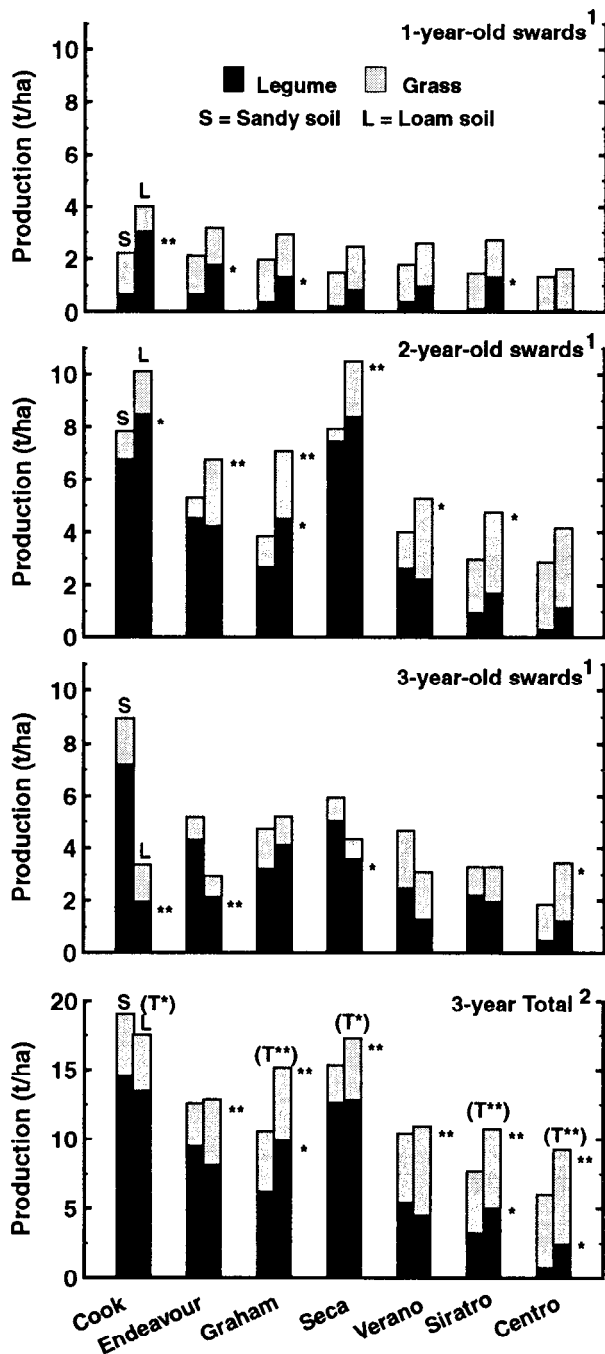 1-year-old swards¹
Legume Grass
S = Sandy soil L = Loam soil
Production (t/ha)
10
8
6
4
2
0
S L
**
*
*
*
2-year-old swards¹
Production (t/ha)
10
8
6
4
2
0
S L
*
**
**
*
**
*
*
3-year-old swards¹
Production (t/ha)
10
8
6
4
2
0
S L
**
**
*
*
3-year Total ²
Production (t/ha)
20
15
10
5
0
S L (T*)
**
(T**)
**
*
(T*)
**
**
(T**)
**
*
(T**)
**
*
Cook Endeavour Graham Seca Verano Siratro Centro